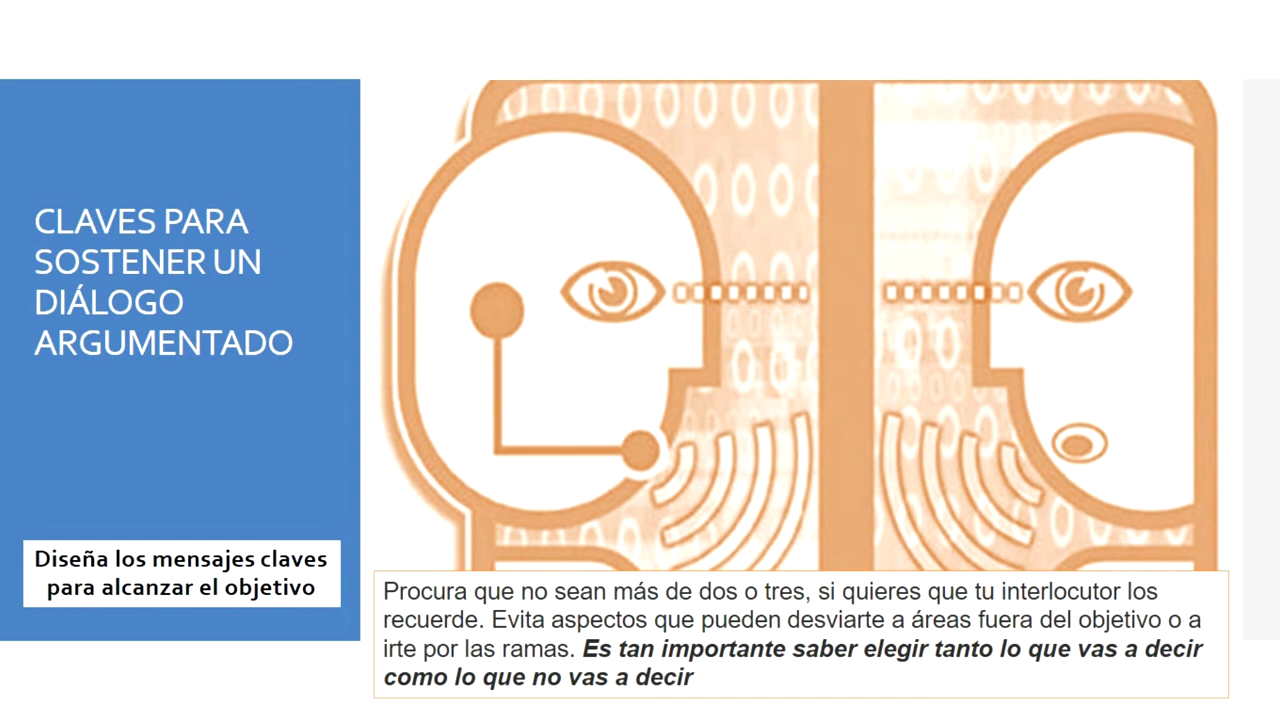 CLAVES PARA
SOSTENER UN
DIÁLOGO
ARGUMENTADO
Diseña los mensajes claves
para alcanzar el objetivo
Procura que no sean más de dos o tres, si quieres que tu interlocutor los
recuerde. Evita aspectos que pueden desviarte a áreas fuera del objetivo o a
irte por las ramas. Es tan importante saber elegir tanto lo que vas a decir
como lo que no vas a decir